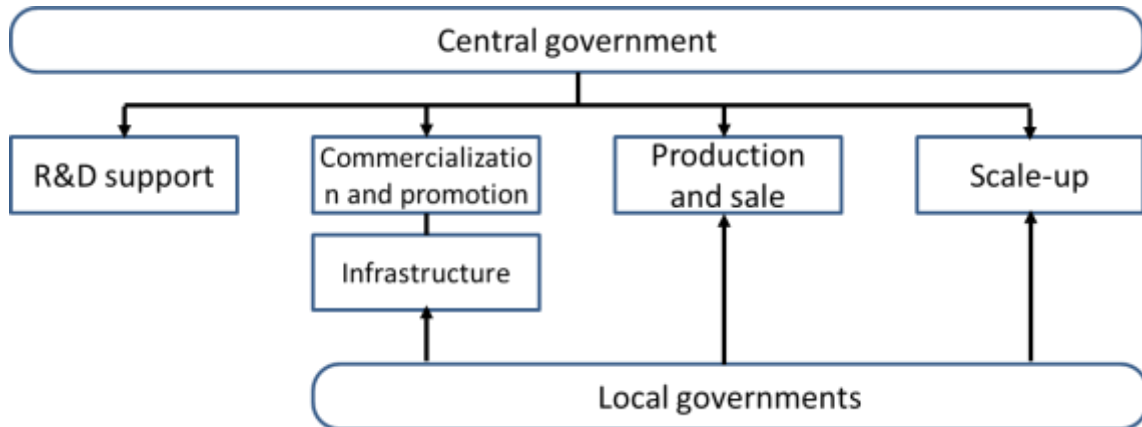 Central government
R&D support
Commercializatio
n and promotion
Production
and sale
Scale-up
Infrastructure
Local governments